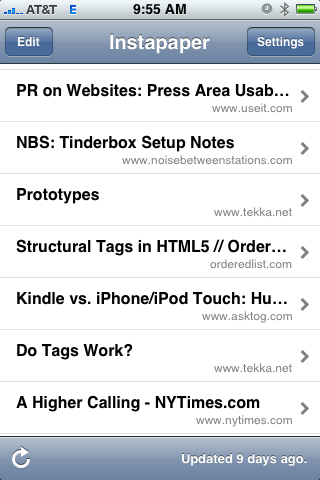 AT&T E 9:55 AM
Edit Instapaper Settings
PR on Websites: Press Area Usab...
www.useit.com
NBS: Tinderbox Setup Notes
www.noisebetweenstations.com
Prototypes
www.tekka.net
Structural Tags in HTML5 // Order...
orderedlist.com
Kindle vs. iPhone/iPod Touch: Hu...
www.asktog.com
Do Tags Work?
www.tekka.net
A Higher Calling - NYTimes.com
www.nytimes.com
Updated 9 days ago.